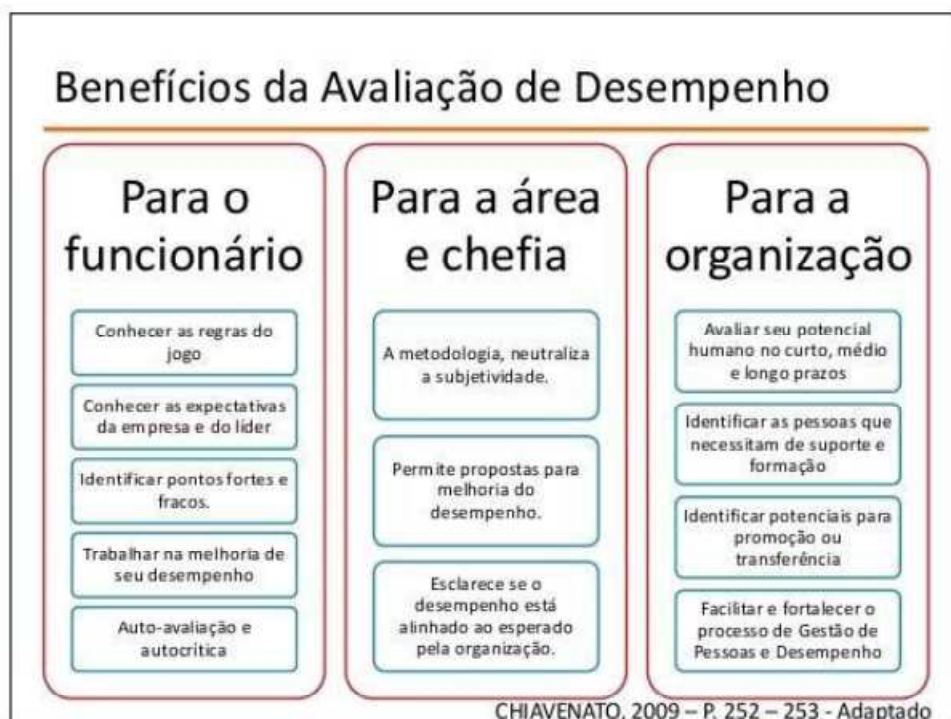 Benefícios da Avaliação de Desempenho
Para o
funcionário
Conhecer as regras do
jogo
Conhecer as expectativas
da empresa e do líder
Identificar pontos fortes e
fracos.
Trabalhar na melhoria de
seu desempenho
Auto-avaliação e
autocrítica
Para a área
e chefia
A metodologia, neutraliza
a subjetividade.
Permite propostas para
melhoria do
desempenho.
Esclarece se o
desempenho está
alinhado ao esperado
pela organização.
Para a
organização
Avaliar seu potencial
humano no curto, médio
e longo prazos
Identificar as pessoas que
necessitam de suporte e
formação
Identificar potenciais para
promoção ou
transferência
Facilitar e fortalecer o
processo de Gestão de
Pessoas e Desempenho
CHIAVENATO, 2009 – P. 252 – 253 - Adaptado